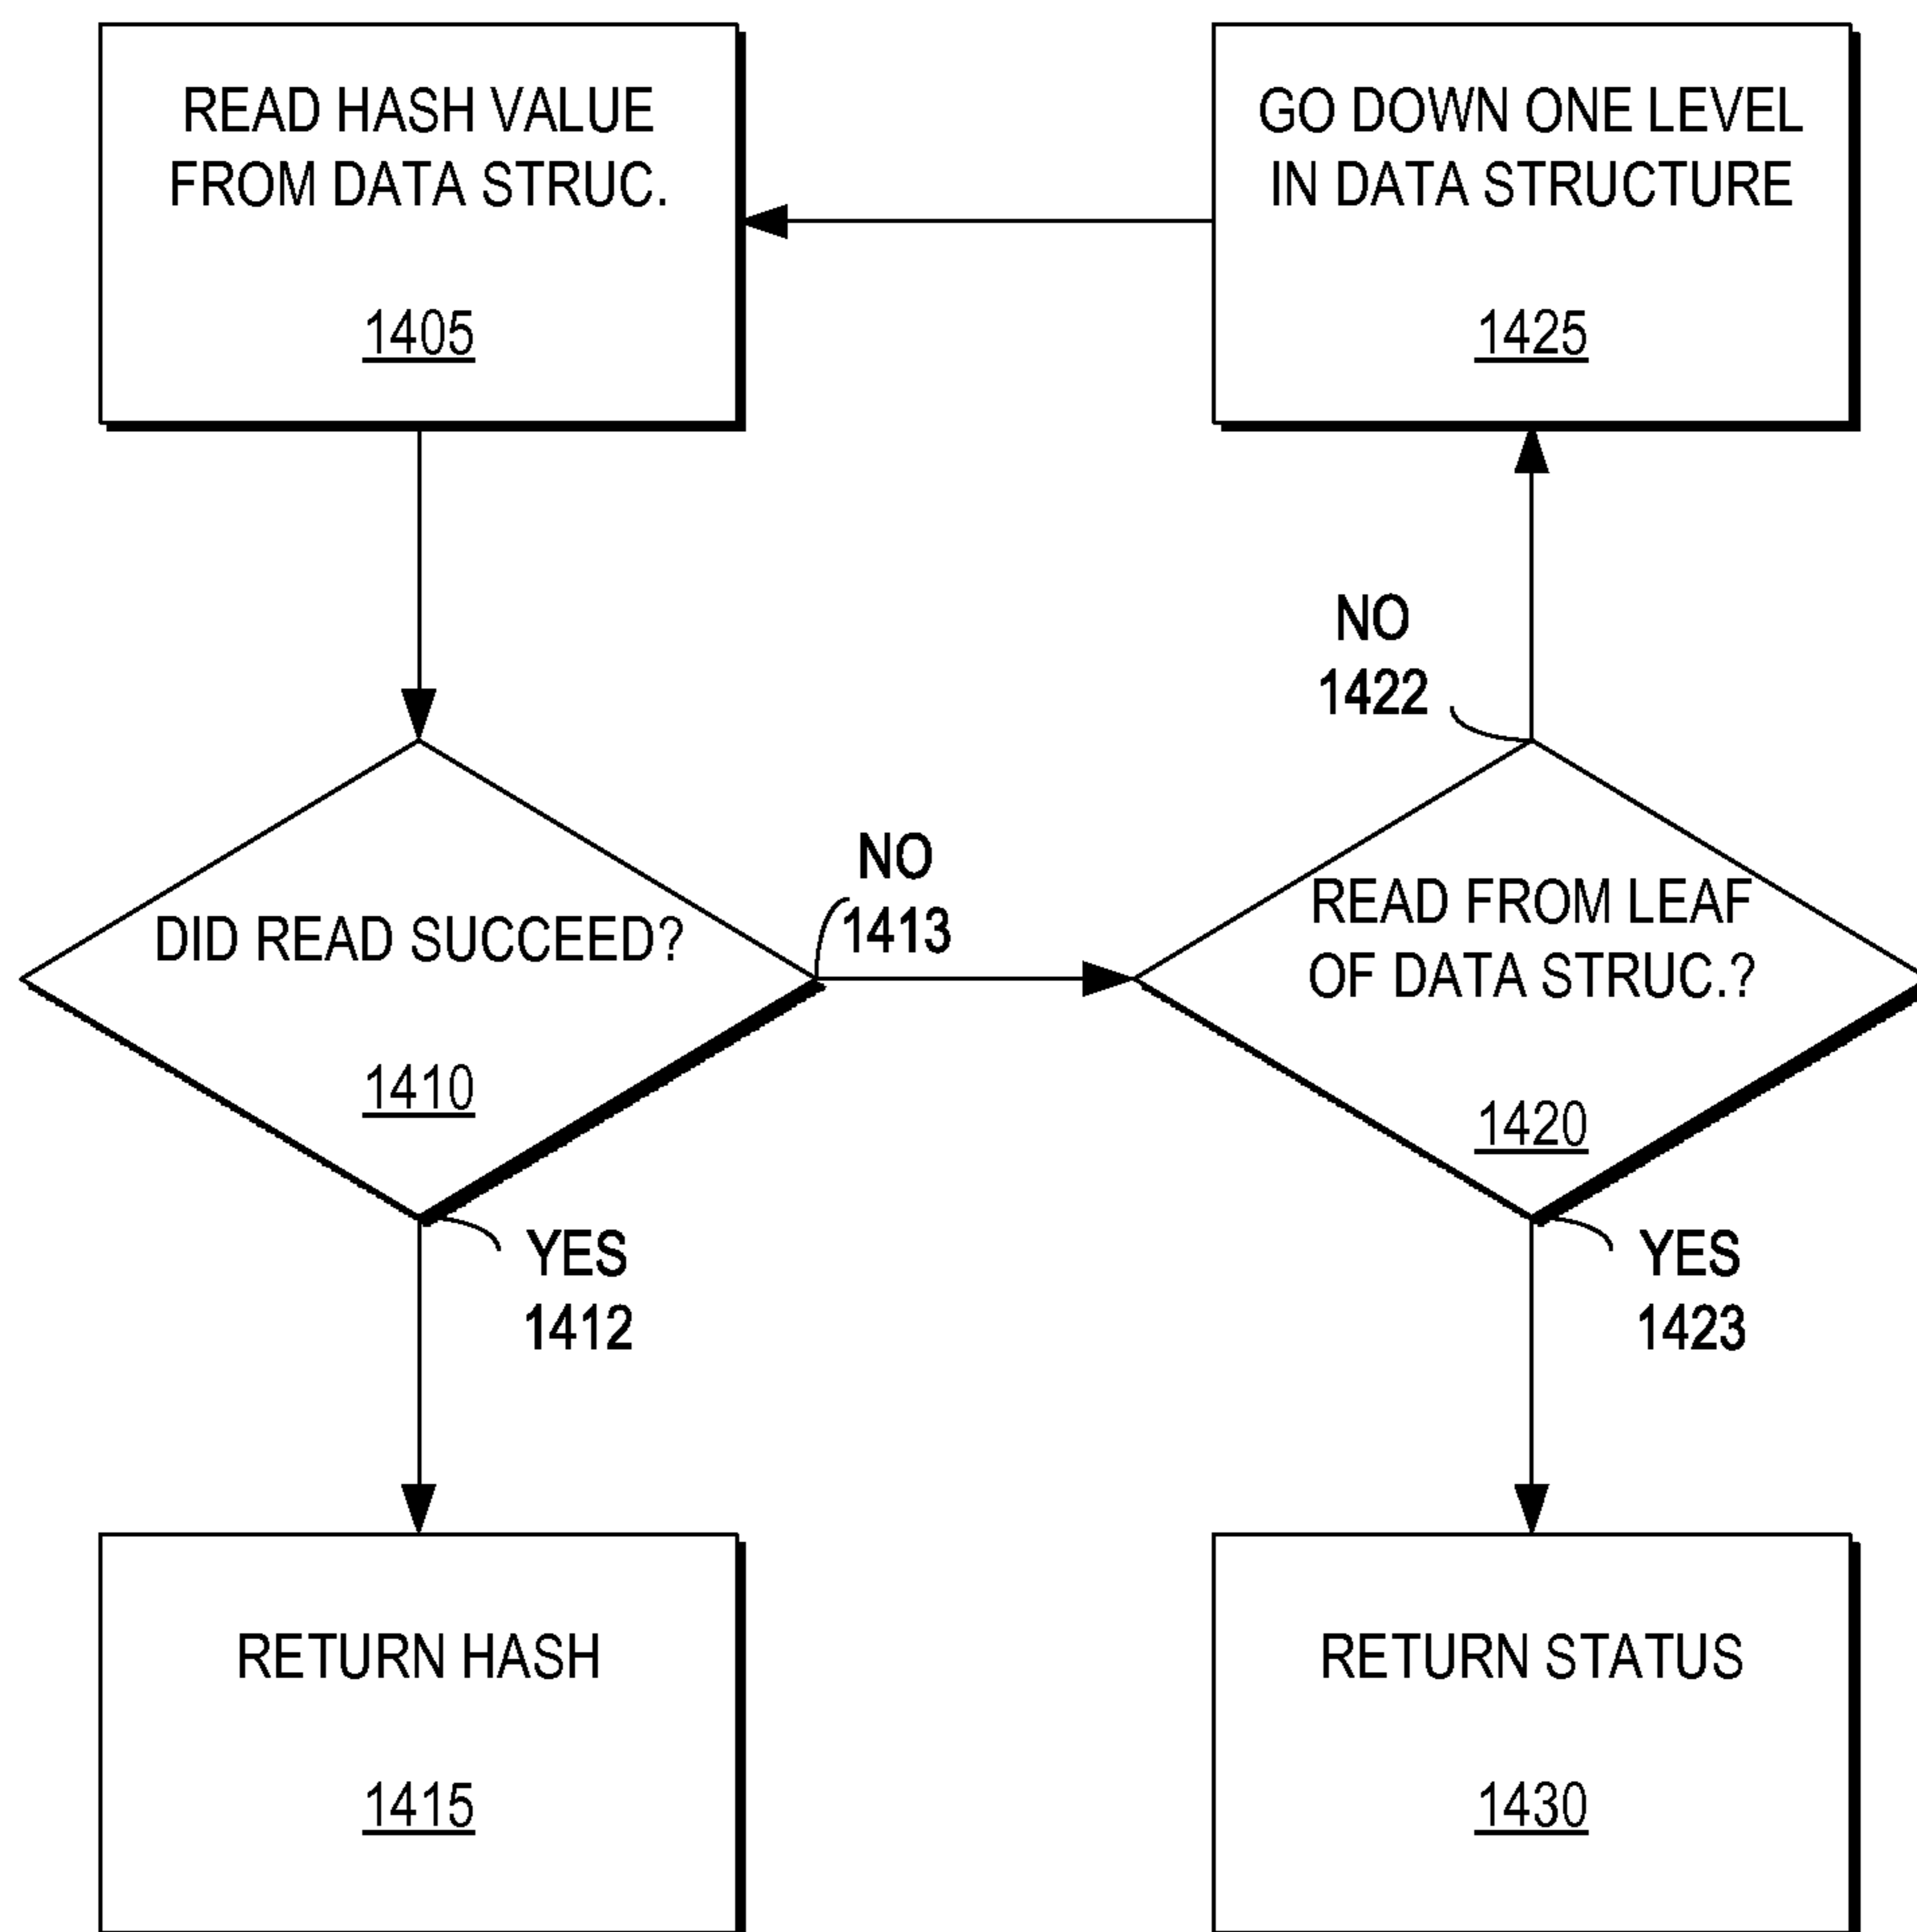 READ HASH VALUE
FROM DATA STRUC.
1405
GO DOWN ONE LEVEL
IN DATA STRUCTURE
1425
NO
1422
DID READ SUCCEED?
1410
NO
1413
READ FROM LEAF
OF DATA STRUC.?
1420
YES
1412
YES
1423
RETURN HASH
1415
RETURN STATUS
1430